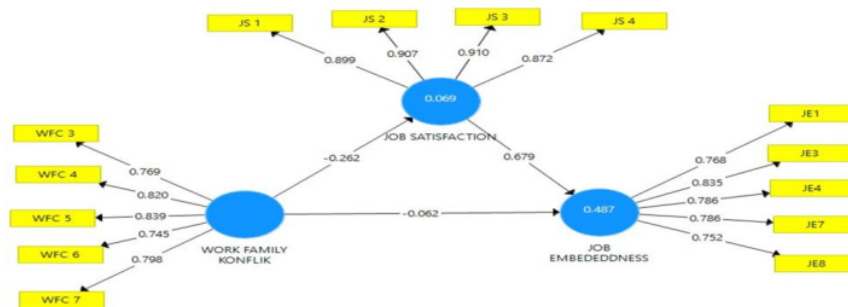 JS 1
JS 2
JS 3
JS 4
0.899
0.907
0.910
0.872
0.069
JOB SATISFACTION
WFC 3
WFC 4
WFC 5
WFC 6
WFC 7
0.769
0.820
0.839
0.745
0.798
WORK FAMILY
KONFLIK
-0.262
0.679
-0.062
0.487
JOB
EMBEDEDDNESS
0.768
0.835
0.786
0.786
0.752
JE1
JE3
JE4
JE7
JE8